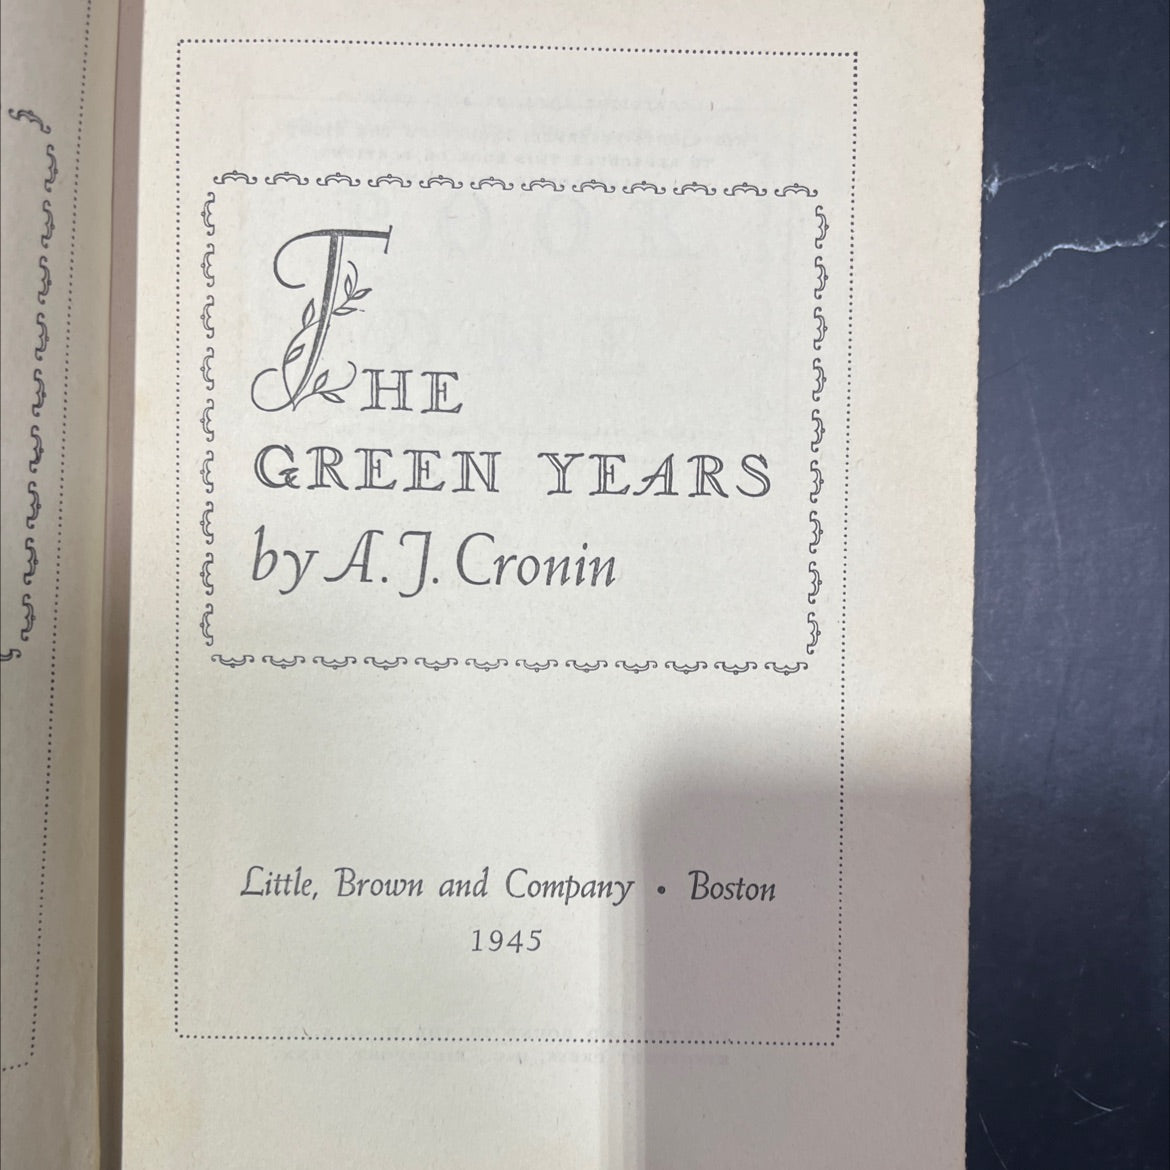 THE
GREEN YEARS
by A. J. Cronin
Little, Brown and Company • Boston
1945